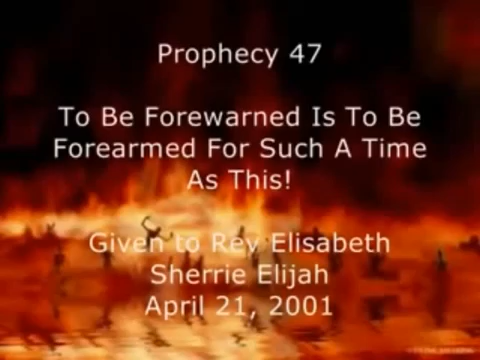 Prophecy 47
To Be Forewarned Is To Be
Forearmed For Such A Time
As This!
Given to Rev Elisabeth
Sherrie Elijah
April 21, 2001